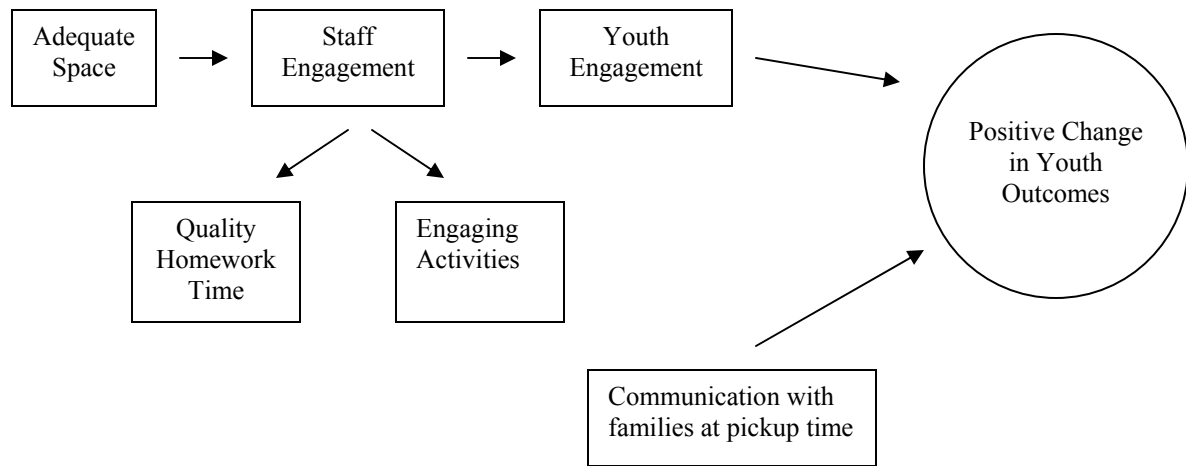 Adequate
Space
Staff
Engagement
Youth
Engagement
Positive Change
in Youth
Outcomes
Quality
Homework
Time
Engaging
Activities
Communication with
families at pickup time